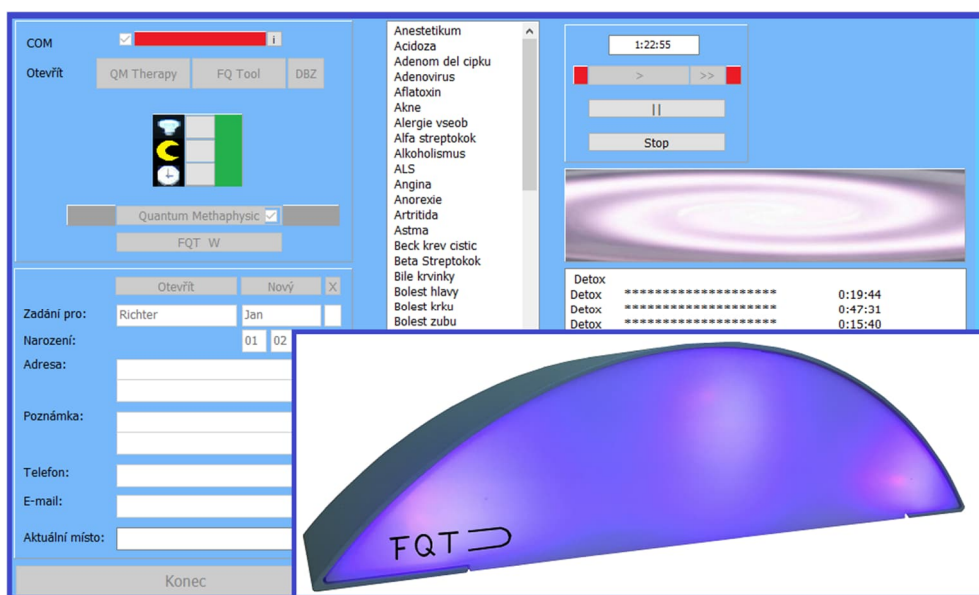 COM
i
Otevřít
QM Therapy
FQ Tool
DBZ
Quantum Methaphysic
FQT W
Otevřít
Nový
X
Zadání pro:
Richter
Jan
Narození:
01
02
Adresa:
Poznámka:
Telefon:
E-mail:
Aktuální místo:
Konec
Anestetikum
Acidoza
Adenom del cipku
Adenovirus
Aflatoxin
Akne
Alergie vseob
Alfa streptokok
Alkoholismus
ALS
Angina
Anorexie
Artritida
Astma
Beck krev cistic
Beta Streptokok
Bile krvinky
Bolest hlavy
Bolest krku
Bolest zubu
1:22:55
>
>>
||
Stop
Detox
Detox ******************** 0:19:44
Detox ******************** 0:47:31
Detox ******************** 0:15:40
FQT